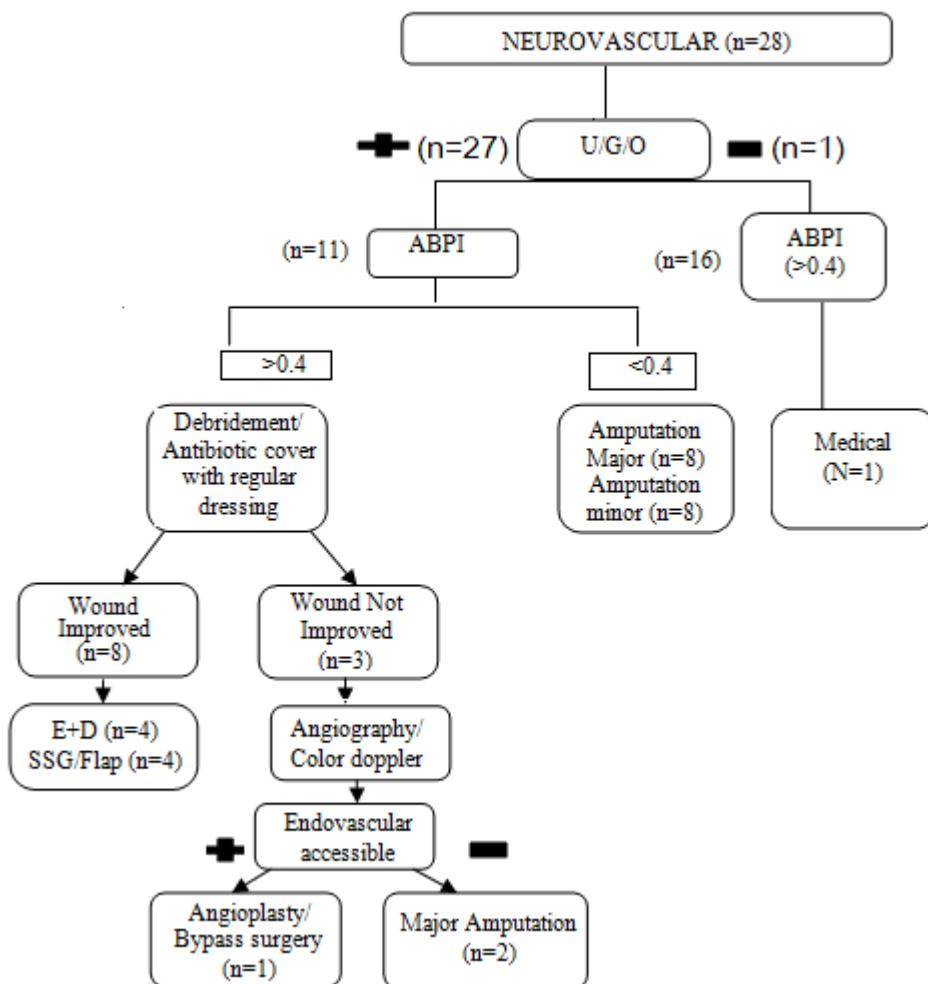 NEUROVASCULAR (n=28)
(n=27)
U/G/O
(n=1)
(n=11)
ABPI
(n=16)
ABPI
(>0.4)
>0.4
<0.4
Debridement/
Antibiotic cover
with regular
dressing
Amputation
Major (n=8)
Amputation
minor (n=8)
Medical
(N=1)
Wound
Improved
(n=8)
Wound Not
Improved
(n=3)
E+D (n=4)
SSG/Flap (n=4)
Angiography/
Color doppler
Endovascular
accessible
Angioplasty/
Bypass surgery
(n=1)
Major Amputation
(n=2)